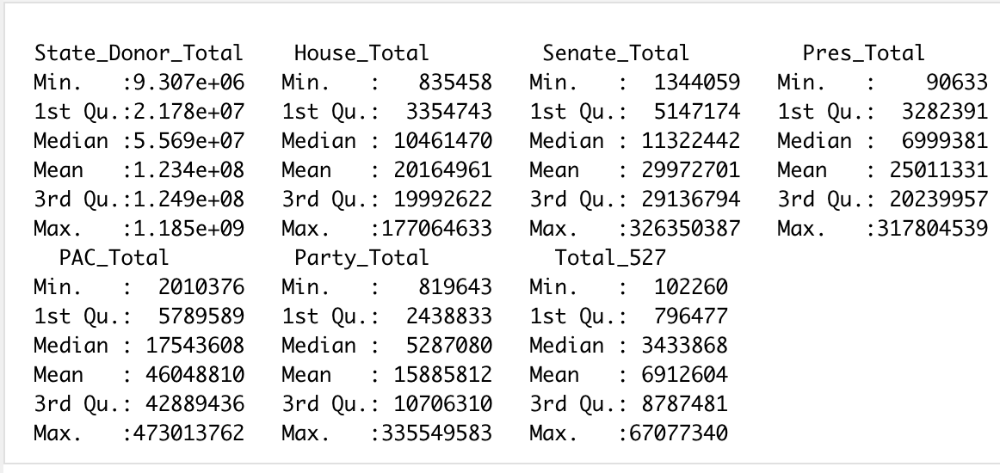 State_Donor_Total    House_Total         Senate_Total         Pres_Total
Min.   :9.307e+06   Min.   :   835458   Min.   :  1344059   Min.   :    90633
1st Qu.:2.178e+07   1st Qu.:  3354743   1st Qu.:  5147174   1st Qu.:  3282391
Median :5.569e+07   Median : 10461470   Median : 11322442   Median :  6999381
Mean   :1.234e+08   Mean   : 20164961   Mean   : 29972701   Mean   : 25011331
3rd Qu.:1.249e+08   3rd Qu.: 19992622   3rd Qu.: 29136794   3rd Qu.: 20239957
Max.   :1.185e+09   Max.   :177064633   Max.   :326350387   Max.   :317804539
  PAC_Total          Party_Total          Total_527
Min.   :  2010376   Min.   :   819643   Min.   :  102260
1st Qu.:  5789589   1st Qu.:  2438833   1st Qu.:  796477
Median : 17543608   Median :  5287080   Median : 3433868
Mean   : 46048810   Mean   : 15885812   Mean   : 6912604
3rd Qu.: 42889436   3rd Qu.: 10706310   3rd Qu.: 8787481
Max.   :473013762   Max.   :335549583   Max.   :67077340